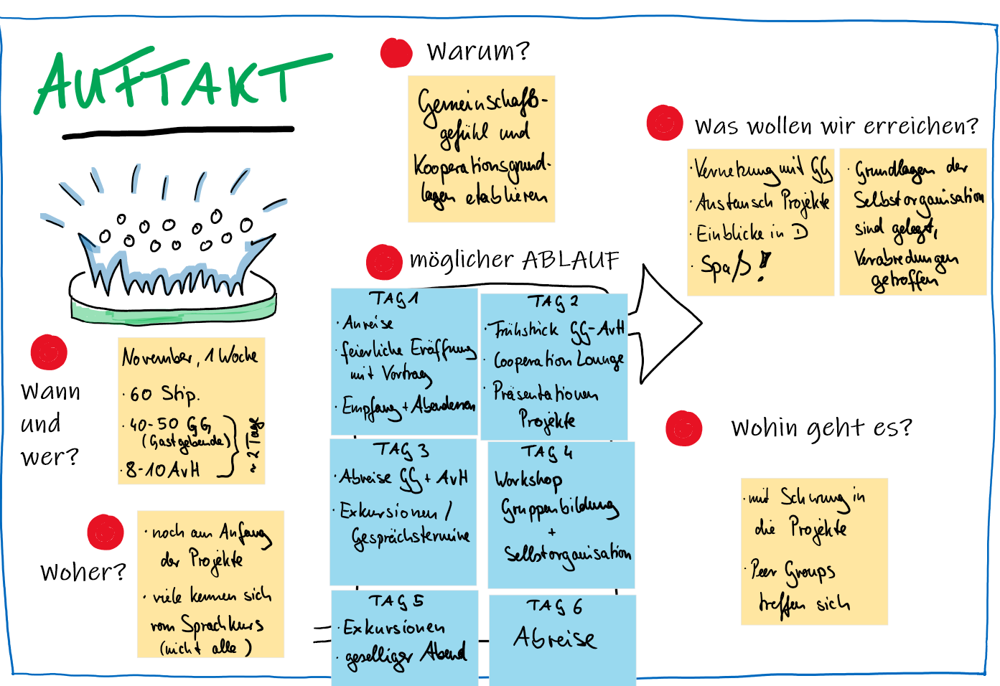 AUFTAKT
Warum?
Gemeinschafts-
gefühl und
Kooperationsgrund-
lagen etablieren
Was wollen wir erreichen?
· Vernetzung mit GG
· Austausch Projekte
· Einblicke in D
· Spaß!
· Grundlagen der
Selbstorganisation
sind gelegt,
Verabredungen
getroffen
möglicher ABLAUF
TAG 1
· Anreise
· feierliche Eröffnung
mit Vortrag
· Empfang + Abendessen
TAG 2
· Frühstück GG-AvH
· Cooperation Lounge
· Präsentationen
Projekte
TAG 3
· Abreise GG + AvH
· Exkursionen /
Gesprächstermine
TAG 4
Workshop
Gruppenbildung
+
Selbstorganisation
TAG 5
· Exkursionen
· geselliger Abend
TAG 6
Abreise
Wann
und
wer?
November, 1 Woche
· 60 Stip.
· 40-50 GG
(Gastgebende)
· 8-10 AvH
~ 2 Tage
Woher?
· noch am Anfang
der Projekte
· viele kennen sich
vom Sprachkurs
(nicht alle)
Wohin geht es?
· mit Schwung in
die Projekte
· Peer Groups
treffen sich